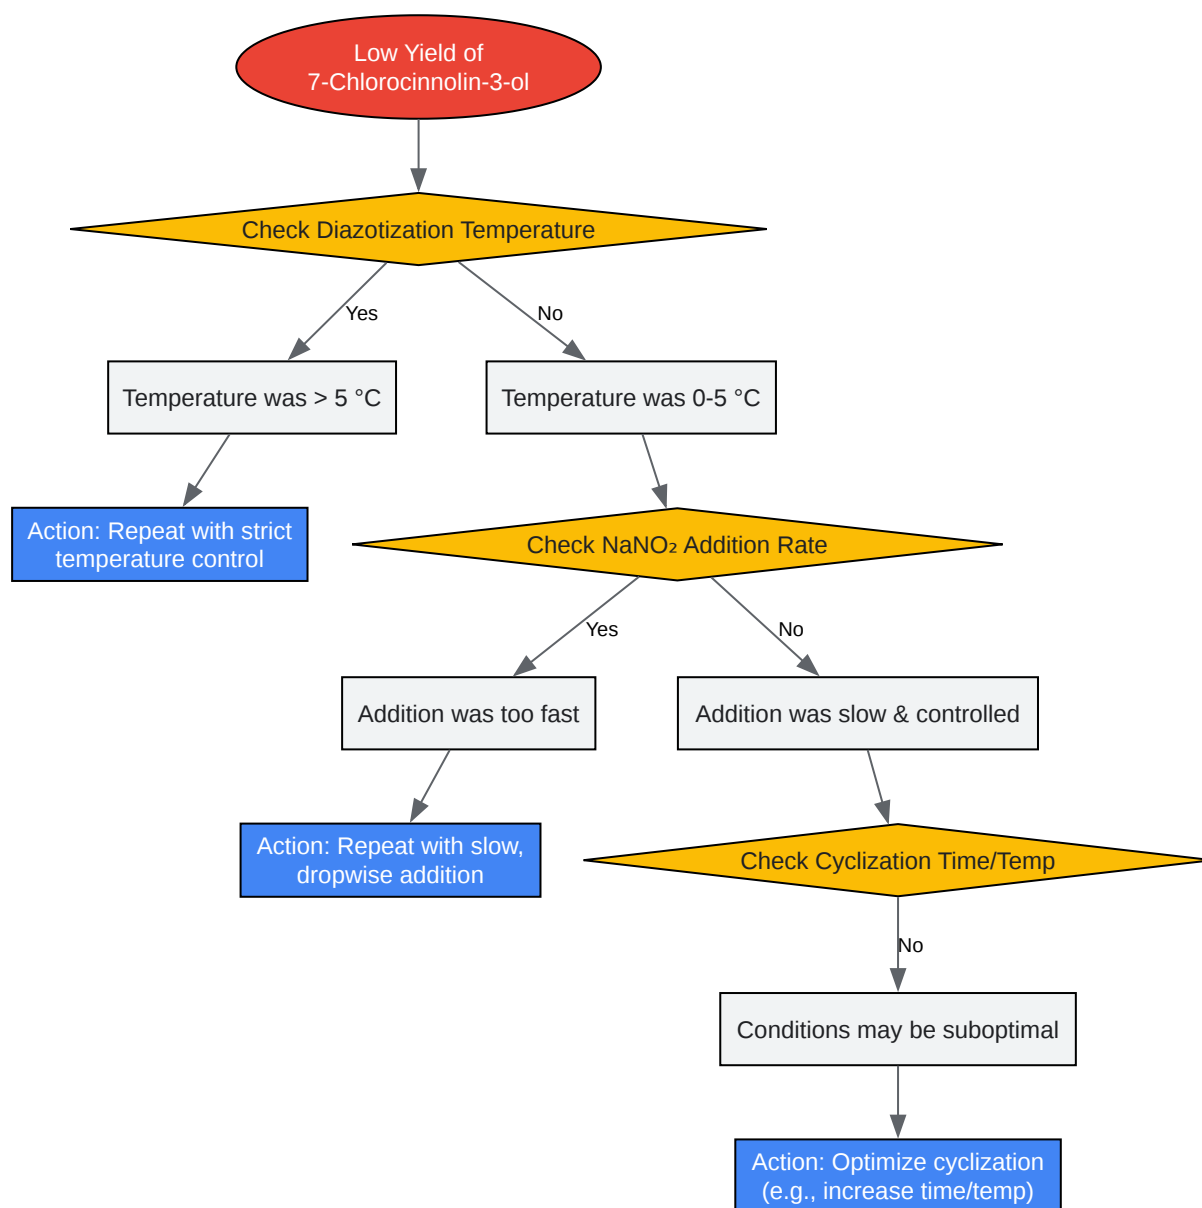 Low Yield of
7-Chlorocinnolin-3-ol
Check Diazotization Temperature
Yes
No
Temperature was > 5 °C
Temperature was 0-5 °C
Action: Repeat with strict
temperature control
Check NaNO₂ Addition Rate
Yes
No
Addition was too fast
Addition was slow & controlled
Action: Repeat with slow,
dropwise addition
Check Cyclization Time/Temp
No
Conditions may be suboptimal
Action: Optimize cyclization
(e.g., increase time/temp)